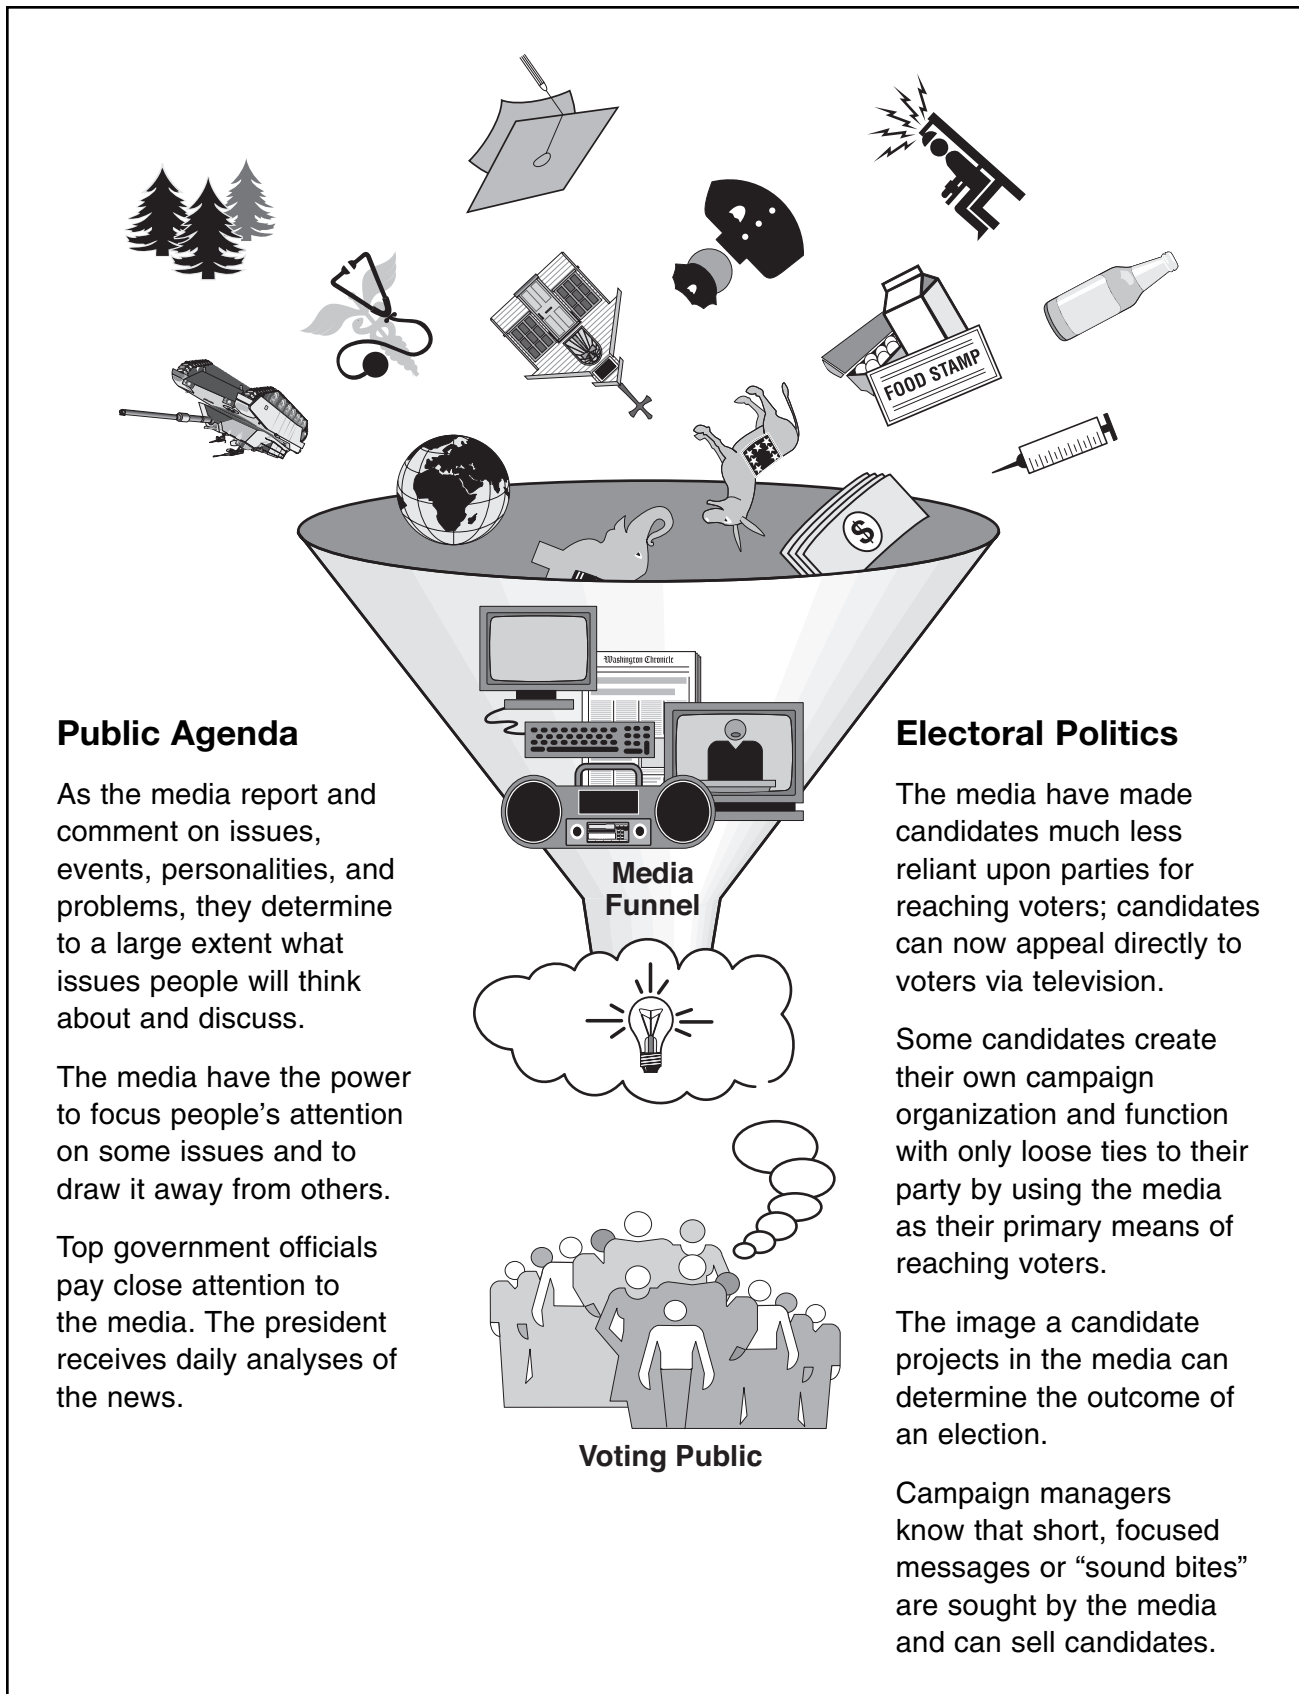 FOOD STAMP
$
Washington Chronicle
Media
Funnel
Public Agenda
As the media report and
comment on issues,
events, personalities, and
problems, they determine
to a large extent what
issues people will think
about and discuss.
The media have the power
to focus people’s attention
on some issues and to
draw it away from others.
Top government officials
pay close attention to
the media. The president
receives daily analyses of
the news.
Voting Public
Electoral Politics
The media have made
candidates much less
reliant upon parties for
reaching voters; candidates
can now appeal directly to
voters via television.
Some candidates create
their own campaign
organization and function
with only loose ties to their
party by using the media
as their primary means of
reaching voters.
The image a candidate
projects in the media can
determine the outcome of
an election.
Campaign managers
know that short, focused
messages or “sound bites”
are sought by the media
and can sell candidates.